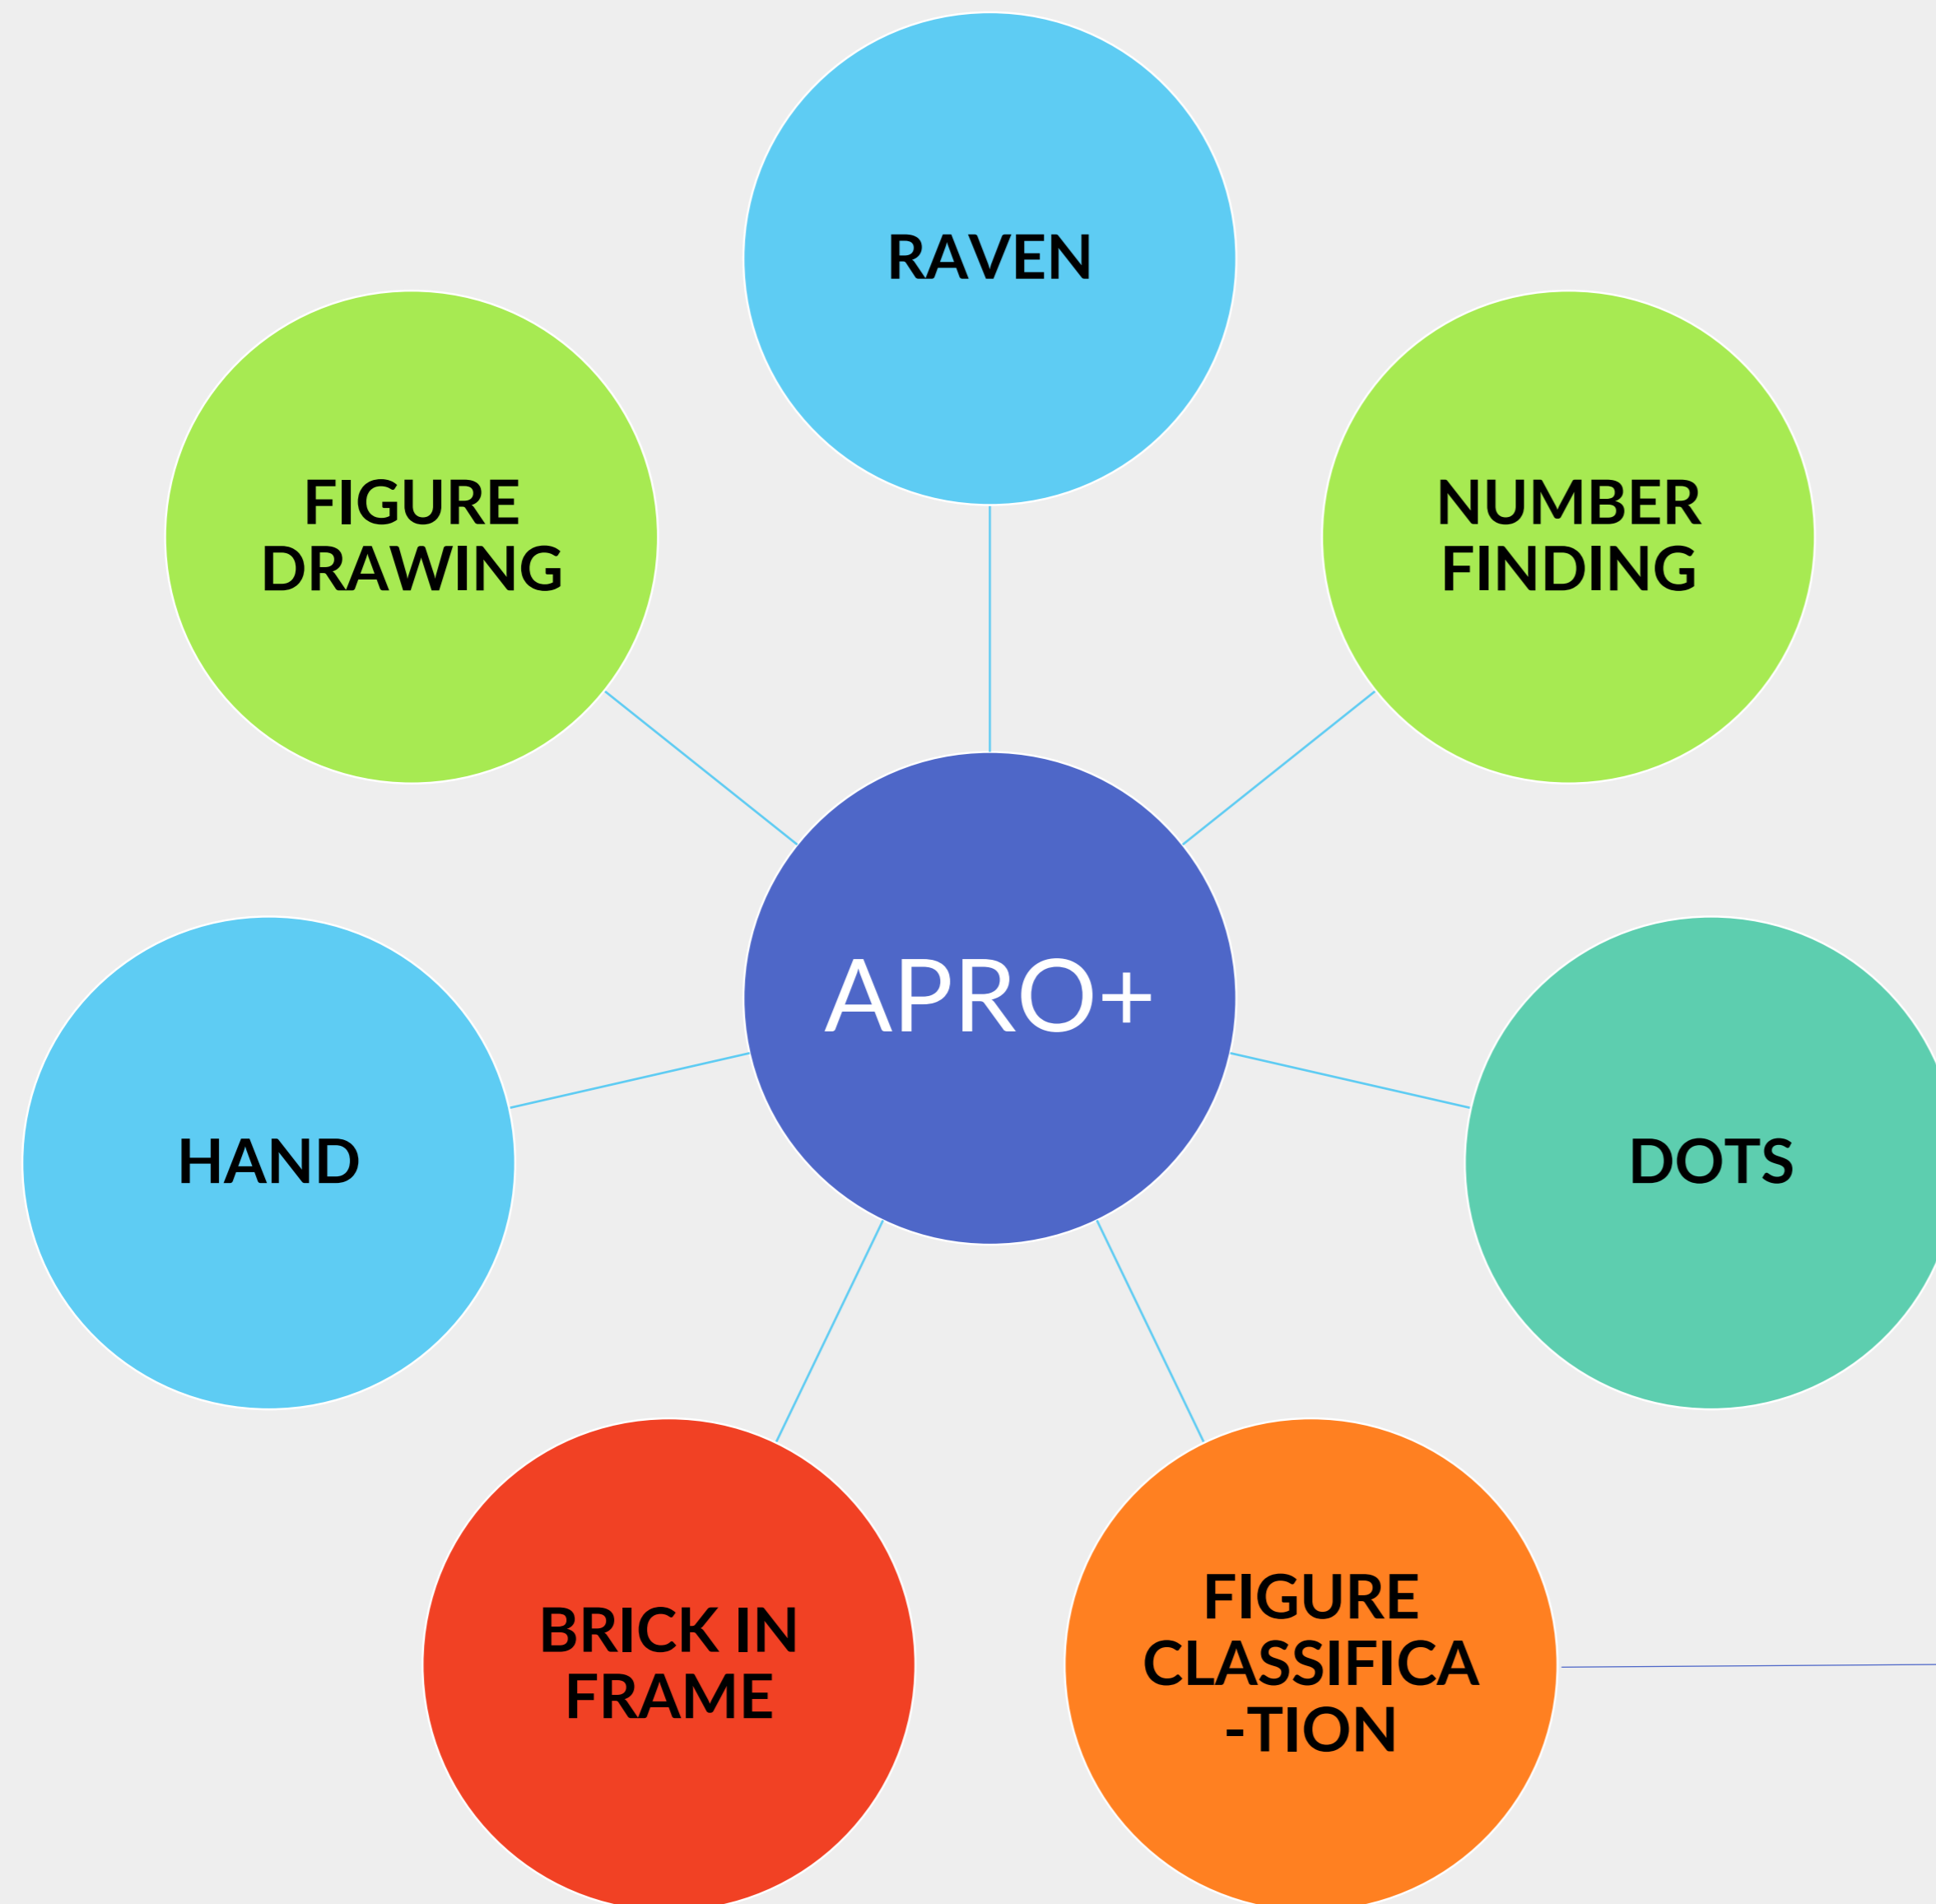 RAVEN
FIGURE
DRAWING
NUMBER
FINDING
APRO+
HAND
DOTS
BRICK IN
FRAME
FIGURE
CLASSIFICA
-TION